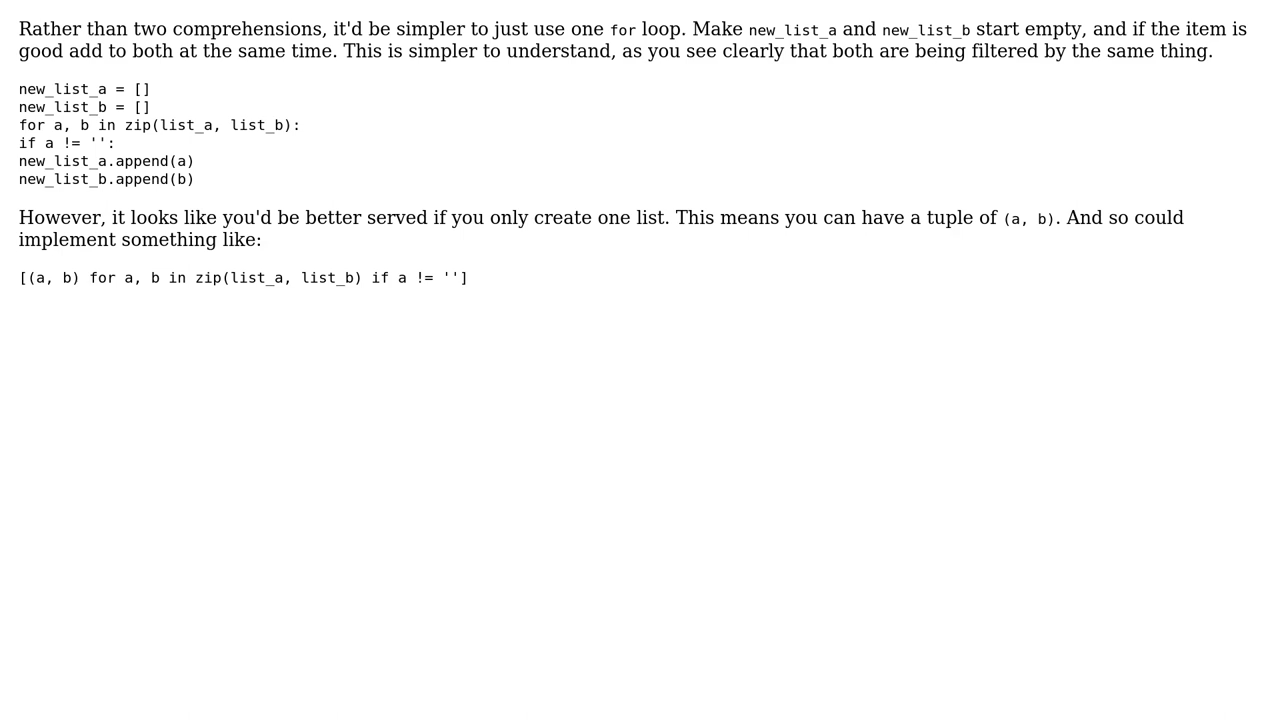 Rather than two comprehensions, it'd be simpler to just use one for loop. Make new_list_a and new_list_b start empty, and if the item is
good add to both at the same time. This is simpler to understand, as you see clearly that both are being filtered by the same thing.
new_list_a = []
new_list_b = []
for a, b in zip(list_a, list_b):
if a != '':
new_list_a.append(a)
new_list_b.append(b)
However, it looks like you'd be better served if you only create one list. This means you can have a tuple of (a, b). And so could
implement something like:
[(a, b) for a, b in zip(list_a, list_b) if a != '']